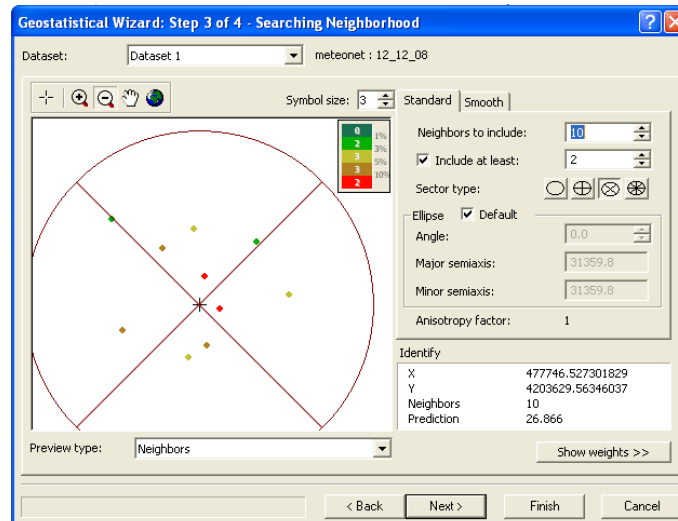 Geostatistical Wizard: Step 3 of 4 - Searching Neighborhood
Dataset: Dataset 1 meteonet : 12_12_08
Symbol size: 3
Standard Smooth
0
2
3
3
2
1%
3%
5%
10%
Neighbors to include: 10
Include at least: 2
Sector type:
Ellipse Default
Angle: 0.0
Major semiaxis: 31359.8
Minor semiaxis: 31359.8
Anisotropy factor: 1
Identify
X 477746.527301829
Y 4203629.56346037
Neighbors 10
Prediction 26.866
Preview type: Neighbors
Show weights >>
< Back Next > Finish Cancel